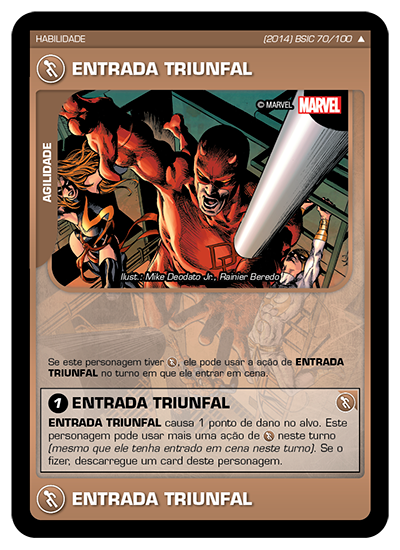 HABILIDADE
(2014) BSIC 70/100 ▲
ENTRADA TRIUNFAL
© MARVEL MARVEL
AGILIDADE
DD
Ilust.: Mike Deodato Jr., Rainier Beredo
Se este personagem tiver , ele pode usar a ação de ENTRADA
TRIUNFAL no turno em que ele entrar em cena.
1 ENTRADA TRIUNFAL
ENTRADA TRIUNFAL causa 1 ponto de dano no alvo. Este
personagem pode usar mais uma ação de neste turno
(mesmo que ele tenha entrado em cena neste turno). Se o
fizer, descarregue um card deste personagem.
ENTRADA TRIUNFAL